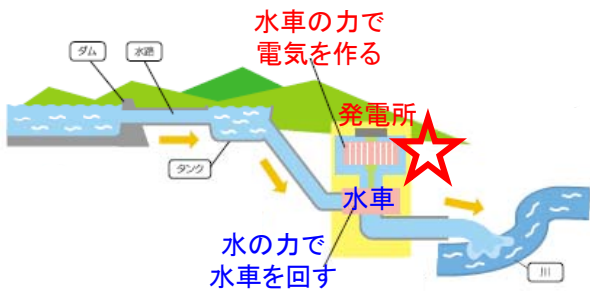 水車の力で
電気を作る
ダム
水路
発電所
タンク
水車
水の力で
水車を回す
川